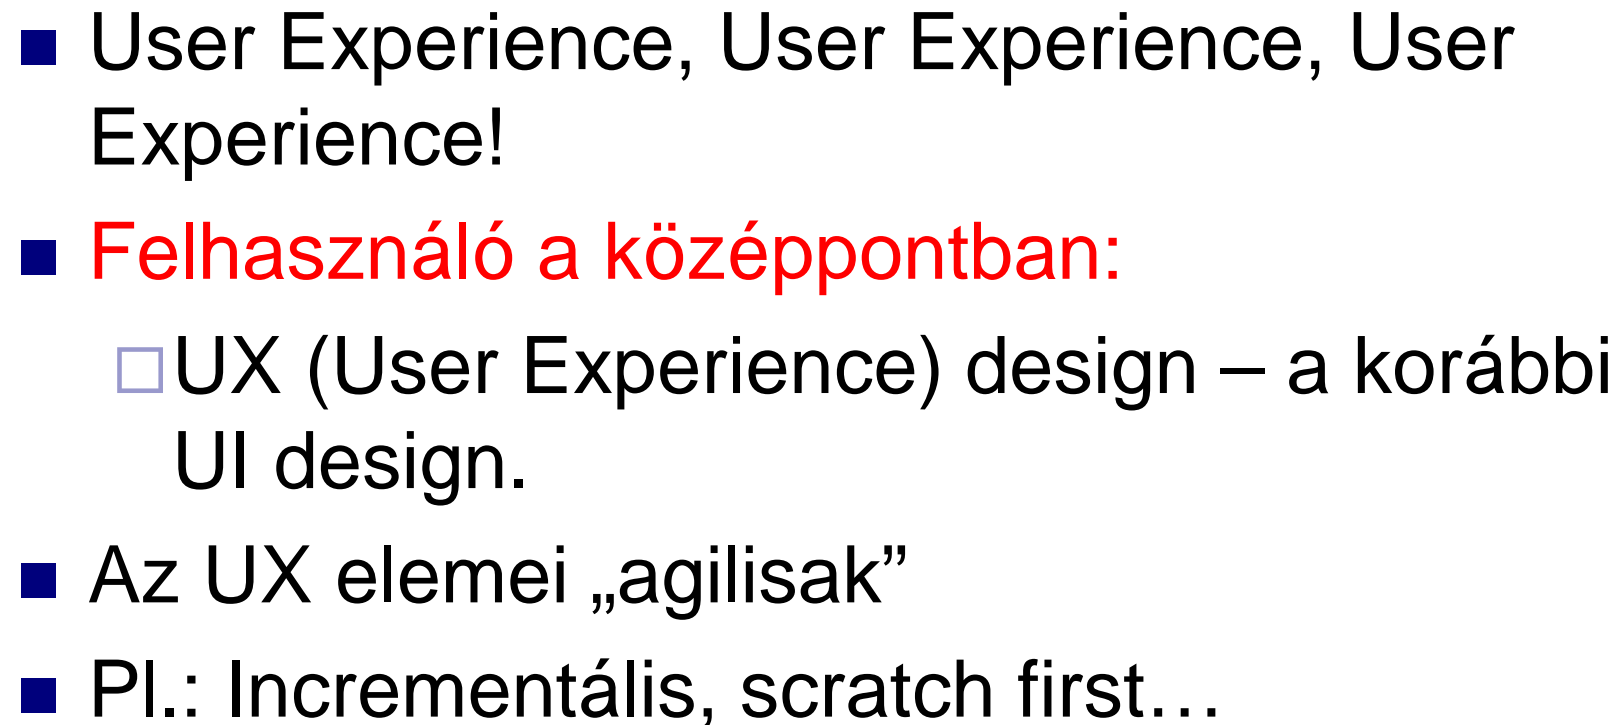 User Experience, User Experience, User
Experience!
Felhasználó a középpontban:
UX (User Experience) design – a korábbi
UI design.
Az UX elemei „agilisak”
Pl.: Incrementális, scratch first…